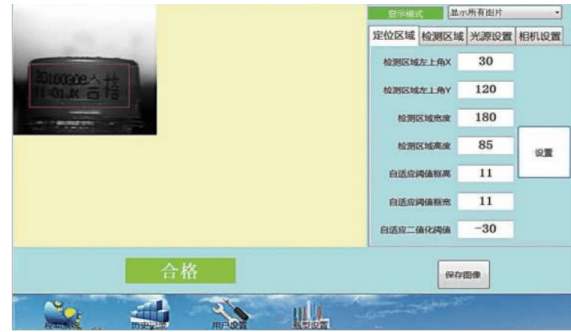 显示模式 显示所有图片
定位区域 检测区域 光源设置 相机设置
检测区域左上角X 30
检测区域左上角Y 120
检测区域宽度 180
检测区域高度 85
自适应阈值框高 11
自适应阈值框宽 11
自适应二值化阈值 -30
设置
20100908
合格
合格
保存图像
历史记录
用户设置